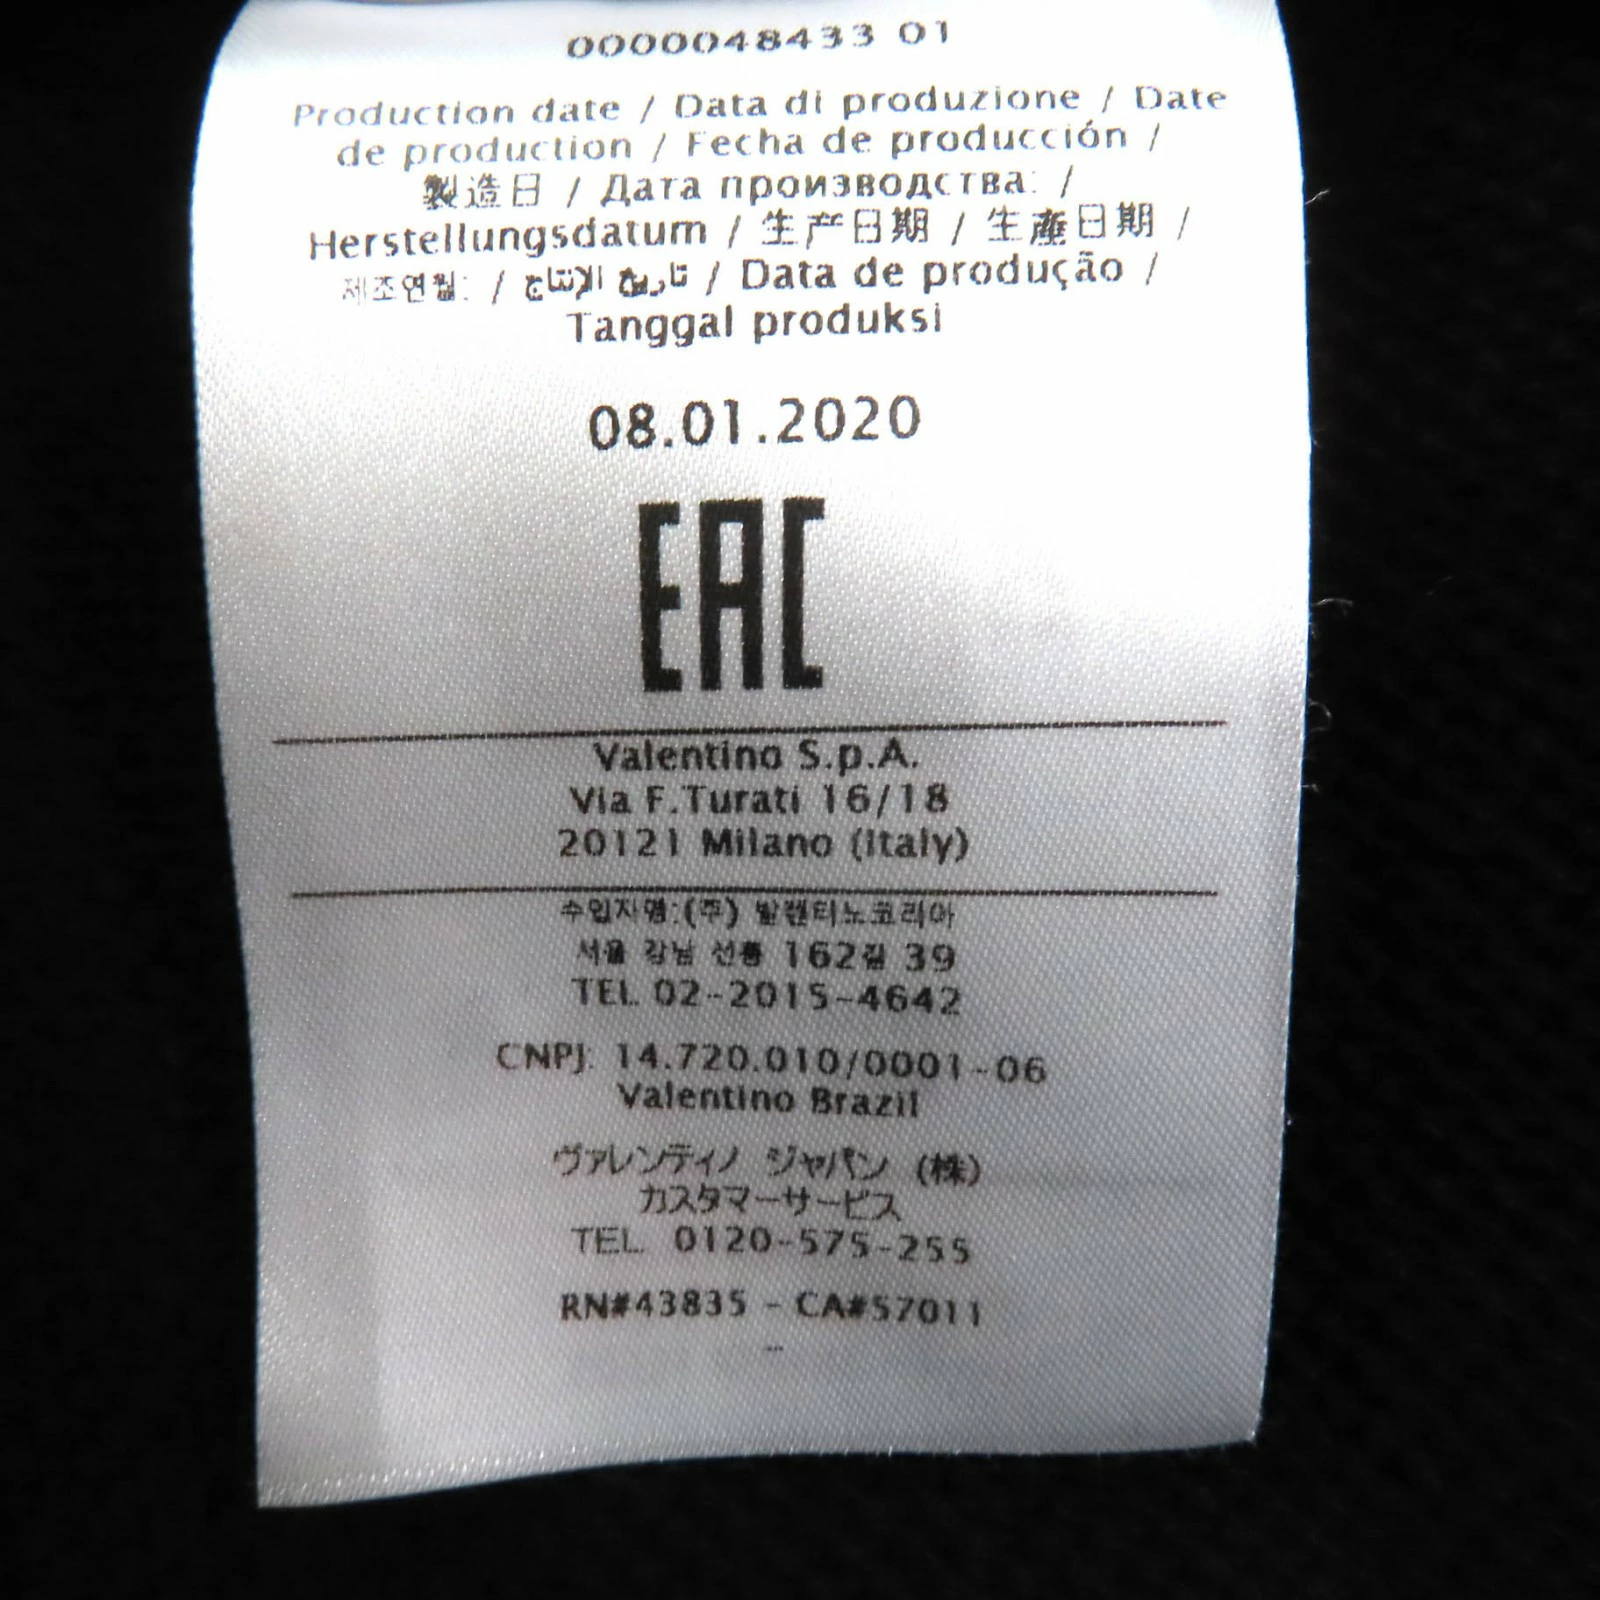 0000048433 01
Production date / Data di produzione / Date
de production / Fecha de producción /
製造日 / Дата производства: /
Herstellungsdatum / 生产日期 / 生產日期 /
제조연월: / تاريخ الإنتاج / Data de produção /
Tanggal produksi
08.01.2020
EAC
Valentino S.p.A.
Via F.Turati 16/18
20121 Milano (Italy)
수입자명:(주) 발렌티노코리아
서울 강남 선릉 162길 39
TEL 02-2015-4642
CNPJ: 14.720.010/0001-06
Valentino Brazil
ヴァレンティノ ジャパン (株)
カスタマーサービス
TEL. 0120-575-255
RN#43835 - CA#57011